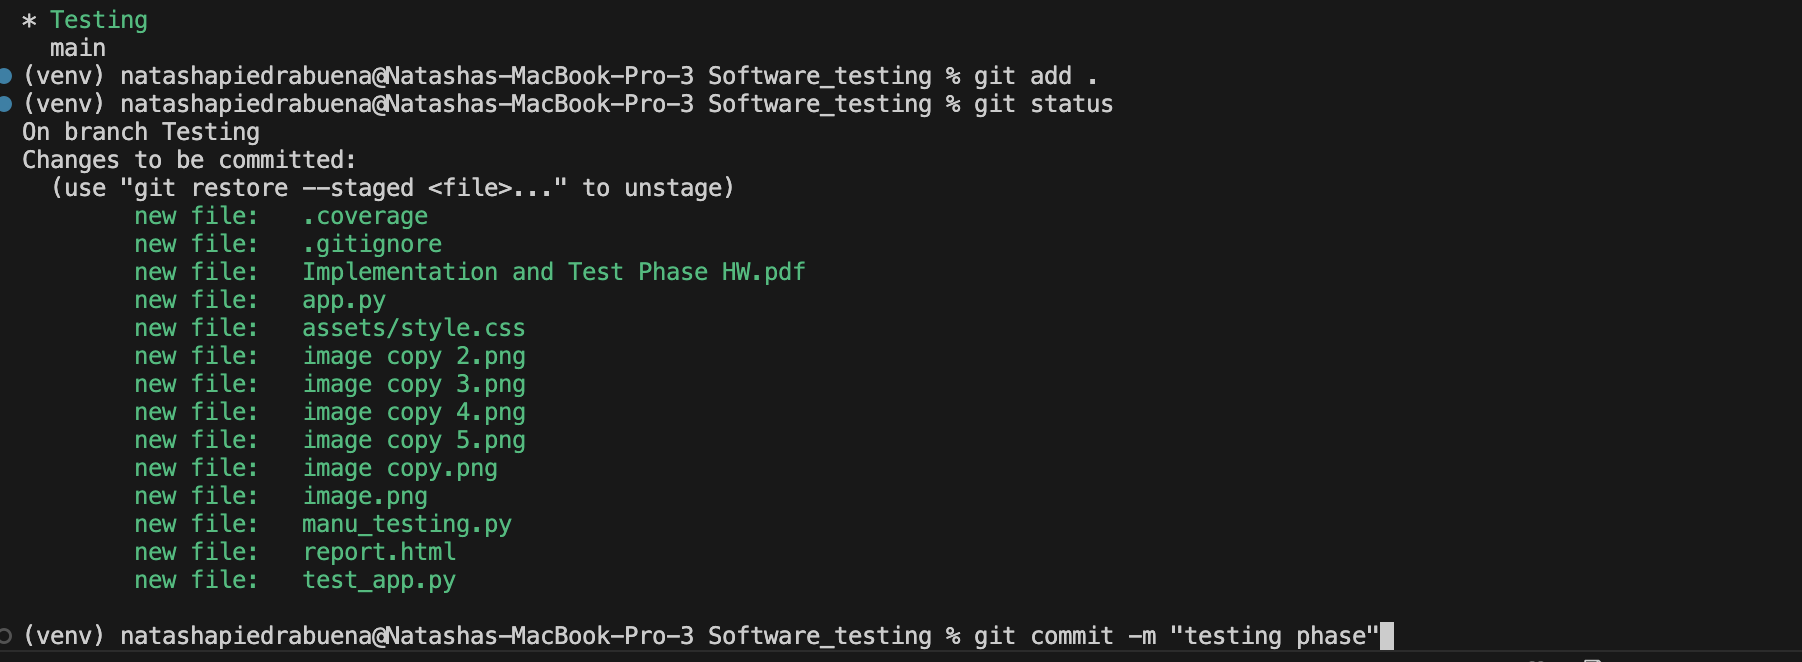 * Testing
main
(venv) natashapiedrabuena@Natashas-MacBook-Pro-3 Software_testing % git add .
(venv) natashapiedrabuena@Natashas-MacBook-Pro-3 Software_testing % git status
On branch Testing
Changes to be committed:
(use "git restore --staged <file>..." to unstage)
new file:   .coverage
new file:   .gitignore
new file:   Implementation and Test Phase HW.pdf
new file:   app.py
new file:   assets/style.css
new file:   image copy 2.png
new file:   image copy 3.png
new file:   image copy 4.png
new file:   image copy 5.png
new file:   image copy.png
new file:   image.png
new file:   manu_testing.py
new file:   report.html
new file:   test_app.py
(venv) natashapiedrabuena@Natashas-MacBook-Pro-3 Software_testing % git commit -m "testing phase"